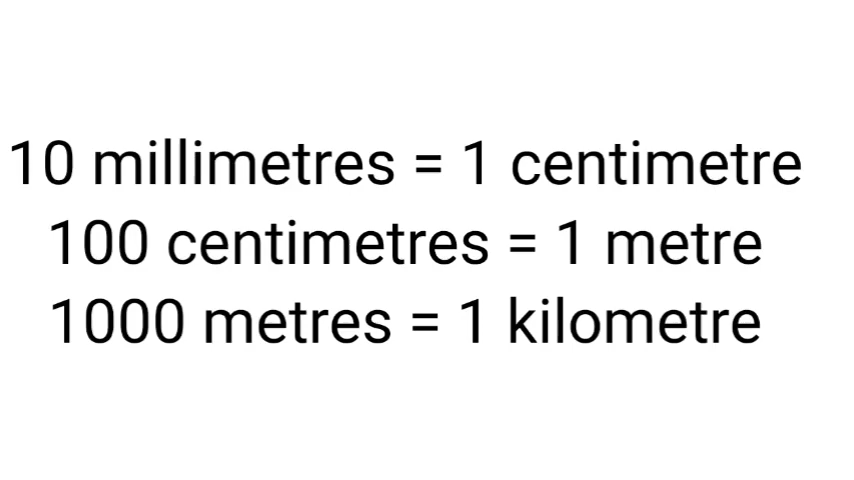 10 millimetres = 1 centimetre
100 centimetres = 1 metre
1000 metres = 1 kilometre